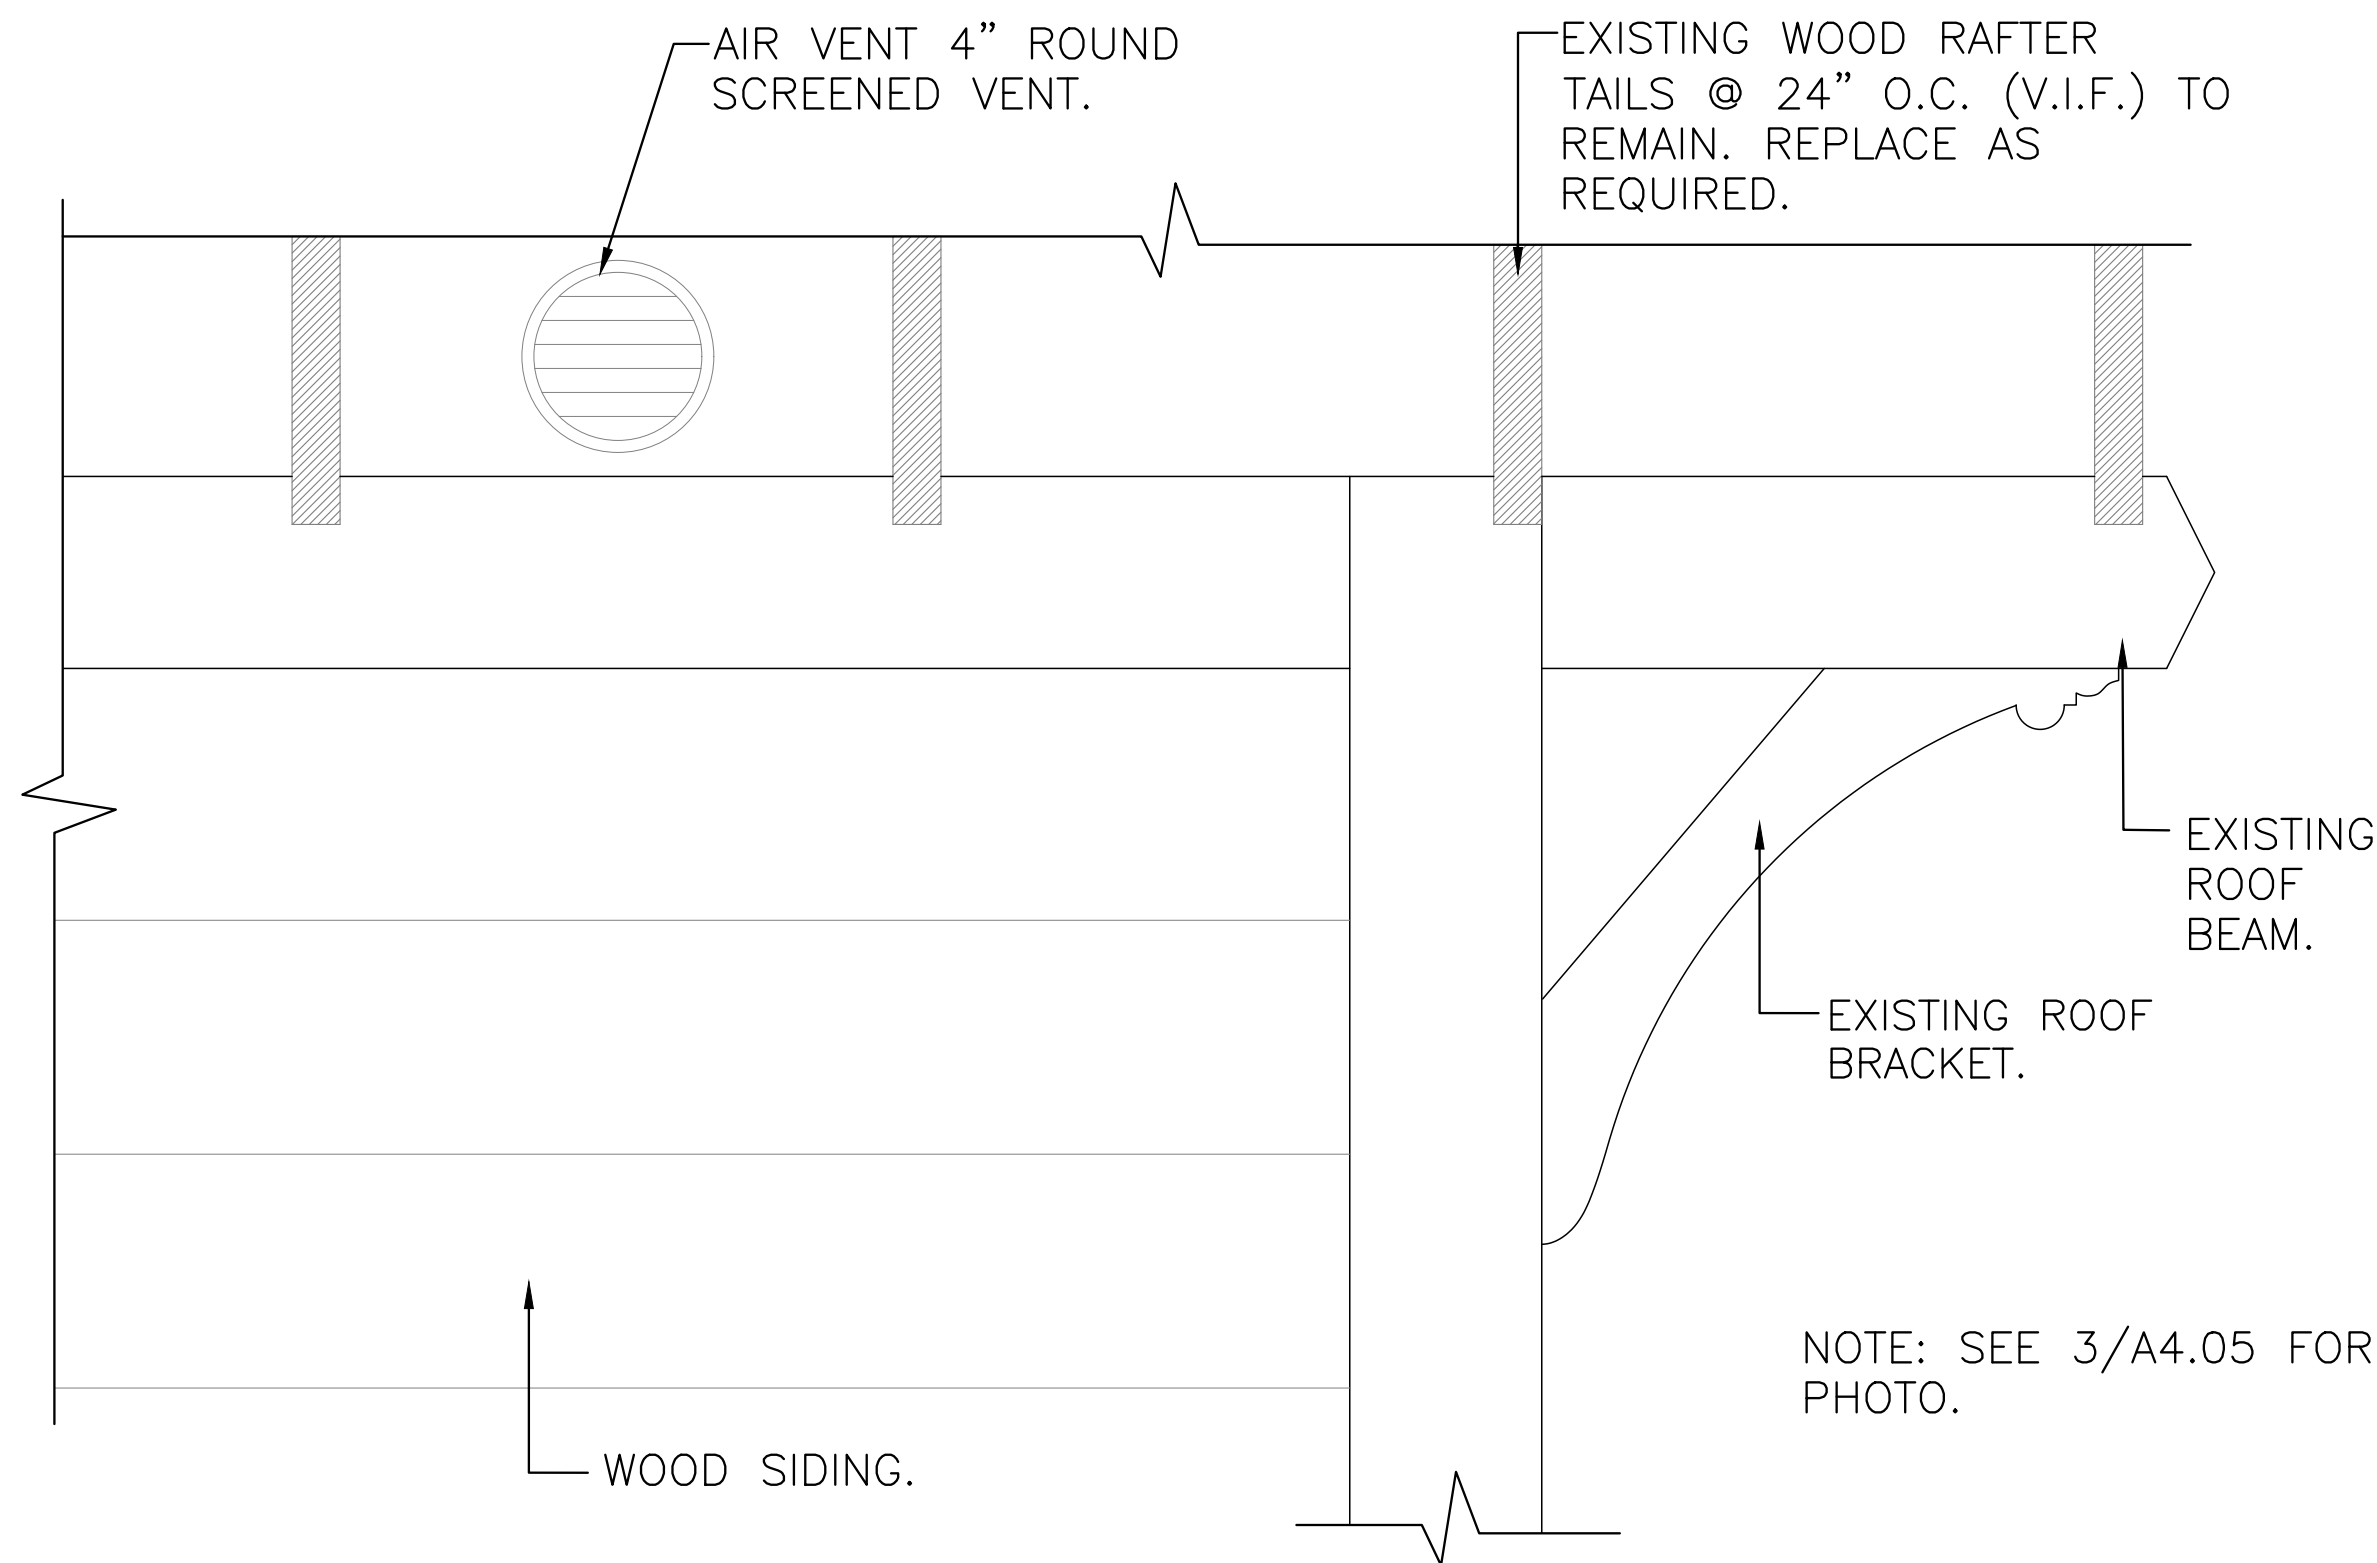 AIR VENT 4” ROUND
SCREENED VENT.
EXISTING WOOD RAFTER
TAILS @ 24” O.C. (V.I.F.) TO
REMAIN. REPLACE AS
REQUIRED.
EXISTING
ROOF
BEAM.
EXISTING ROOF
BRACKET.
NOTE: SEE 3/A4.05 FOR
PHOTO.
WOOD SIDING.